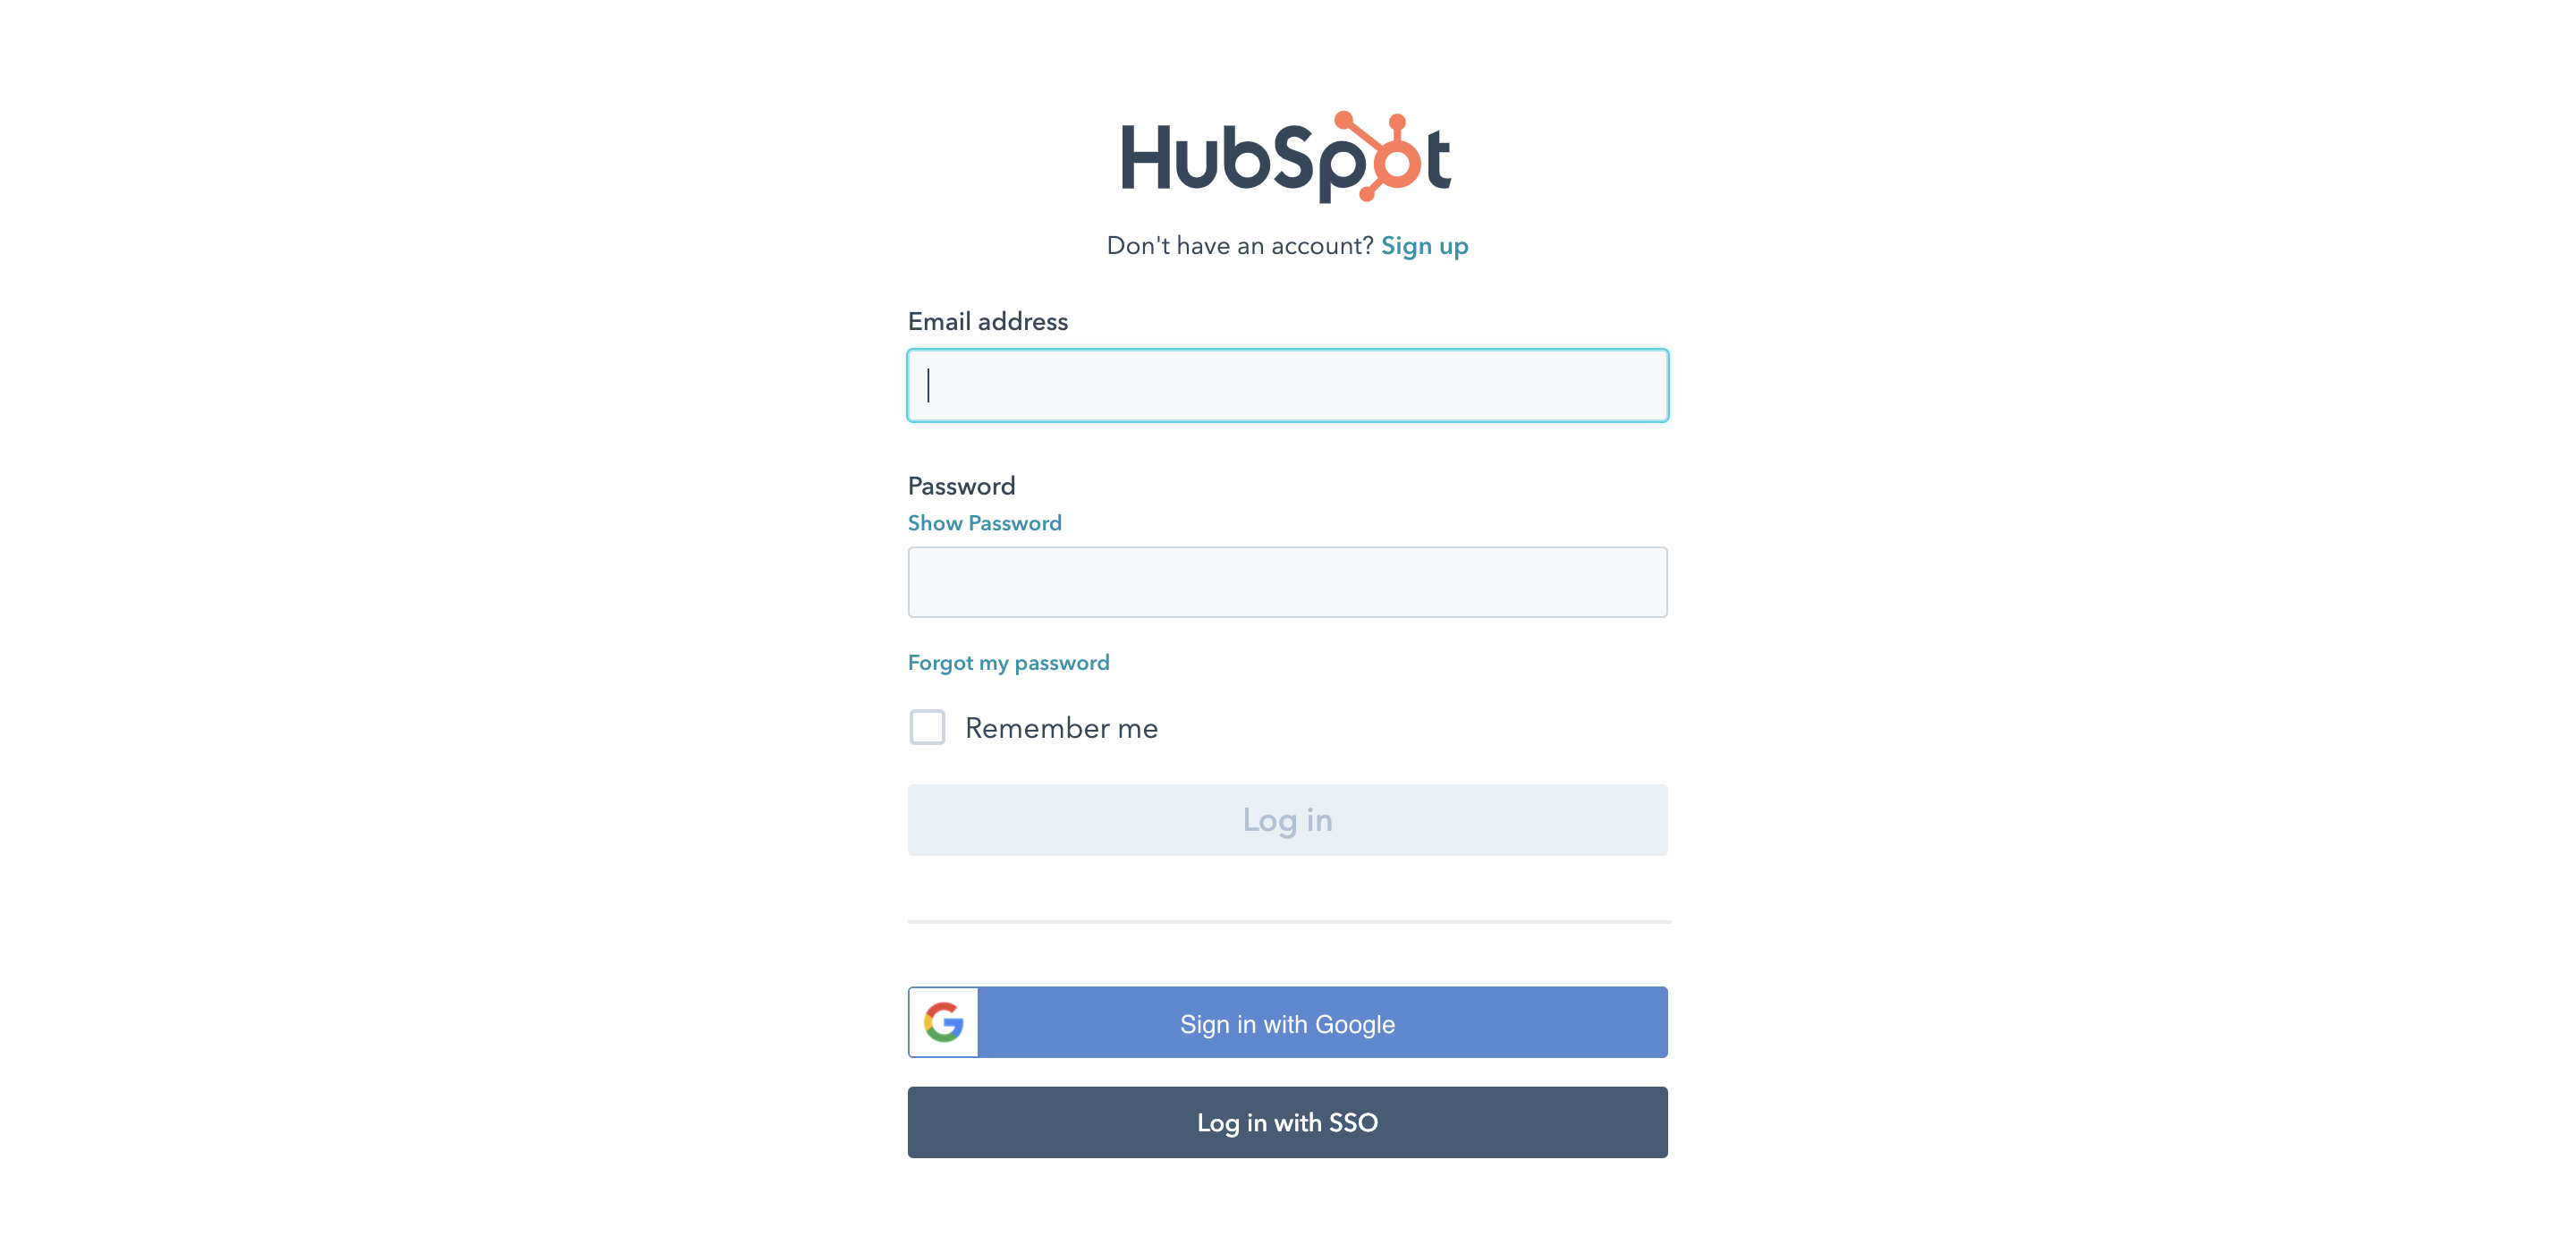 HubSpot
Don't have an account? Sign up
Email address
Password
Show Password
Forgot my password
Remember me
Log in
Sign in with Google
Log in with SSO